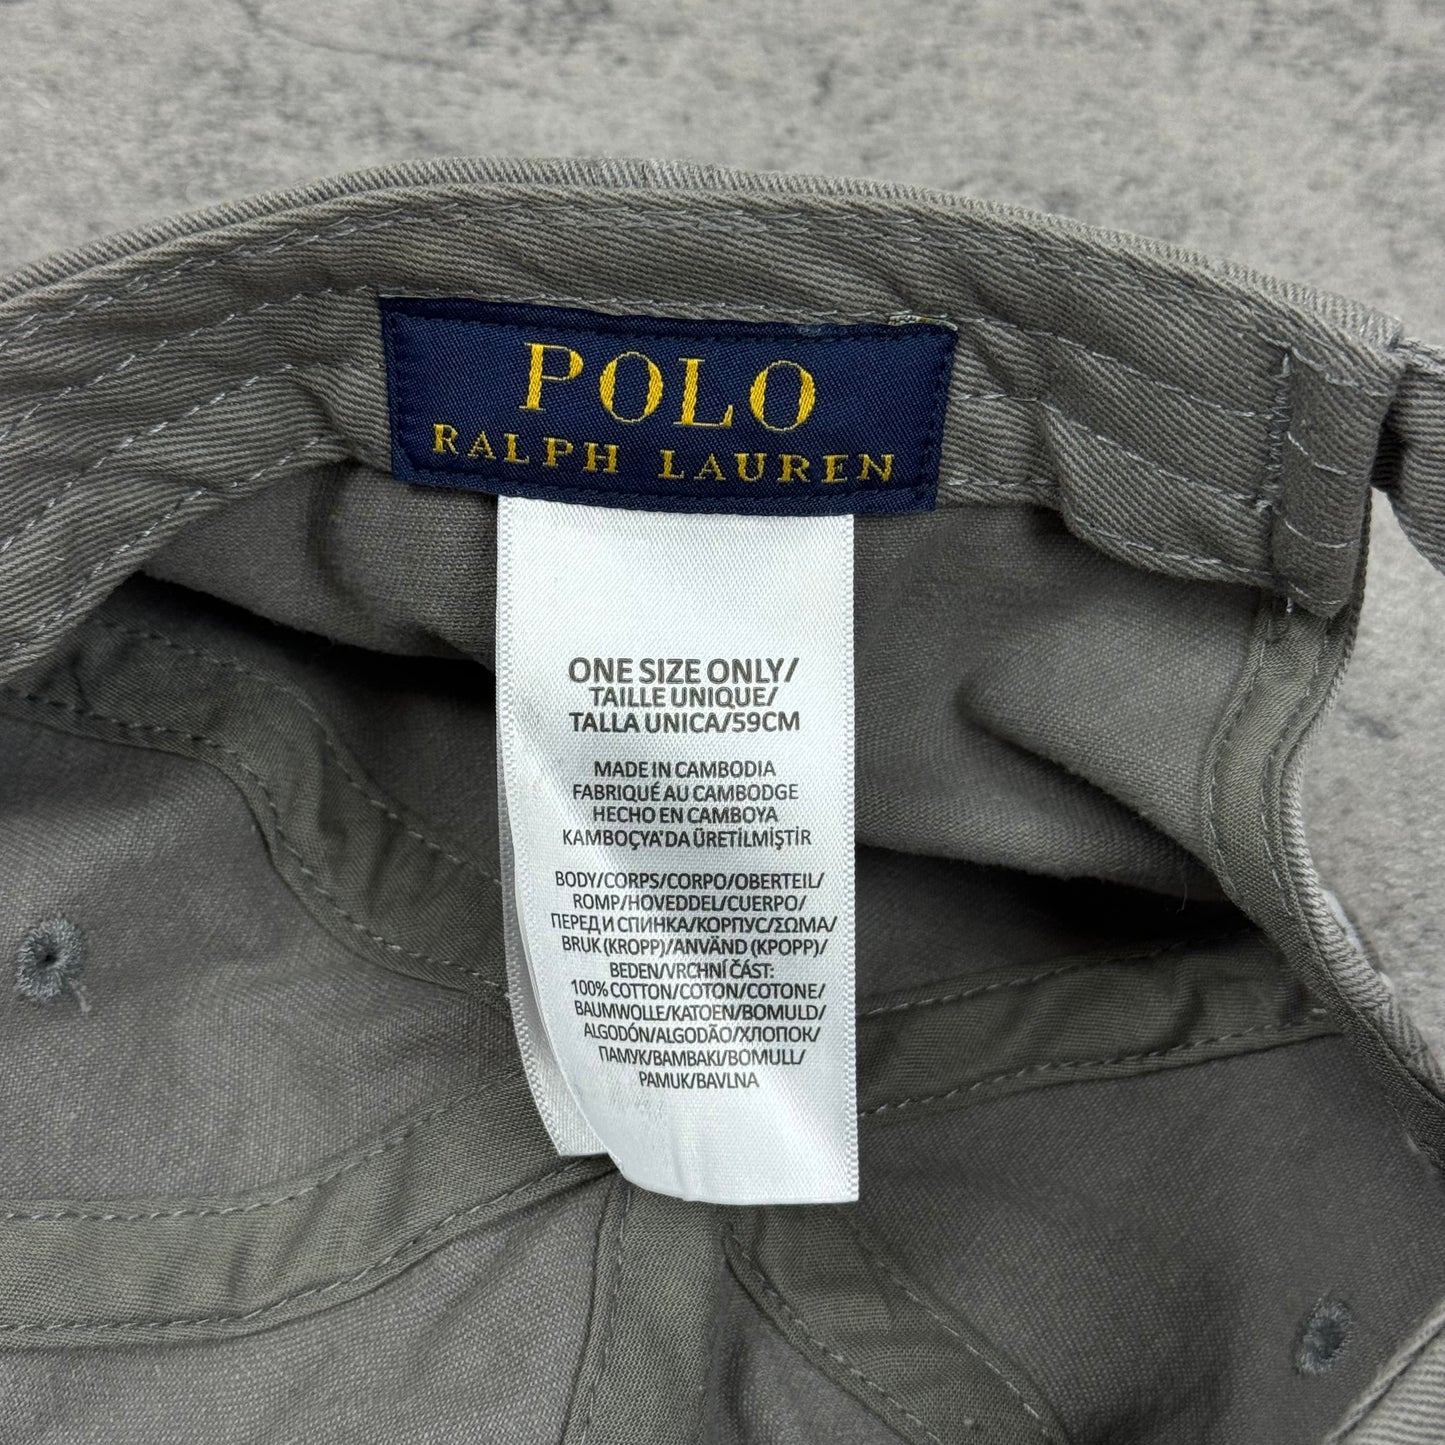 POLO
RALPH LAUREN
ONE SIZE ONLY/
TAILLE UNIQUE/
TALLA UNICA/59CM
MADE IN CAMBODIA
FABRIQUÉ AU CAMBODGE
HECHO EN CAMBOYA
KAMBOÇYA'DA ÜRETİLMİŞTİR
BODY/CORPS/CORPO/OBERTEIL/
ROMP/HOVEDDEL/CUERPO/
ПЕРЕД И СПИНКА/КОРПУС/ΣΩΜΑ/
BRUK (KROPP)/ANVÄND (KPOPP)/
BEDEN/VRCHNÍ ČÁST:
100% COTTON/COTON/COTONE/
BAUMWOLLE/KATOEN/BOMULD/
ALGODÓN/ALGODÃO/ХЛОПОК/
ПАМУК/BAMBAKI/BOMULL/
PAMUK/BAVLNA